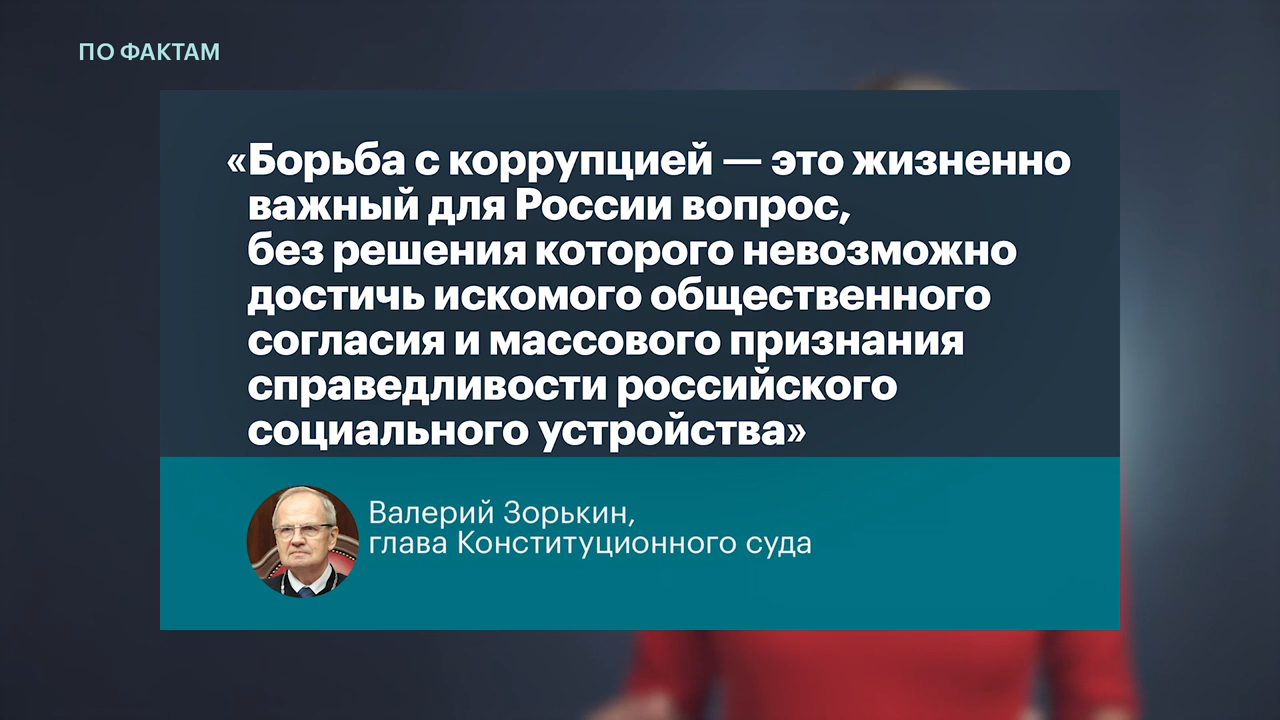 ПО ФАКТАМ
«Борьба с коррупцией — это жизненно
важный для России вопрос,
без решения которого невозможно
достичь искомого общественного
согласия и массового признания
справедливости российского
социального устройства»
Валерий Зорькин,
глава Конституционного суда